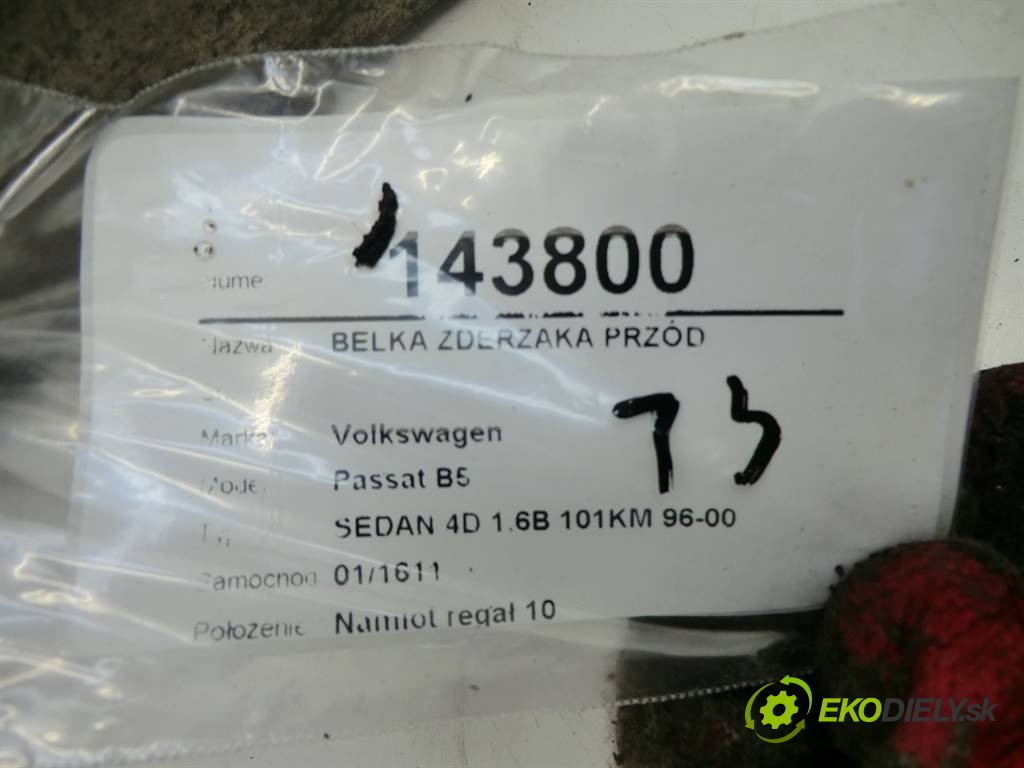 143800
BELKA ZDERZAKA PRZÓD
Marka Volkswagen
Passat B5
SEDAN 4D 1.6B 101KM 96-00
01/1611
Położenie Namiot regał 10
EKODIELY.sk